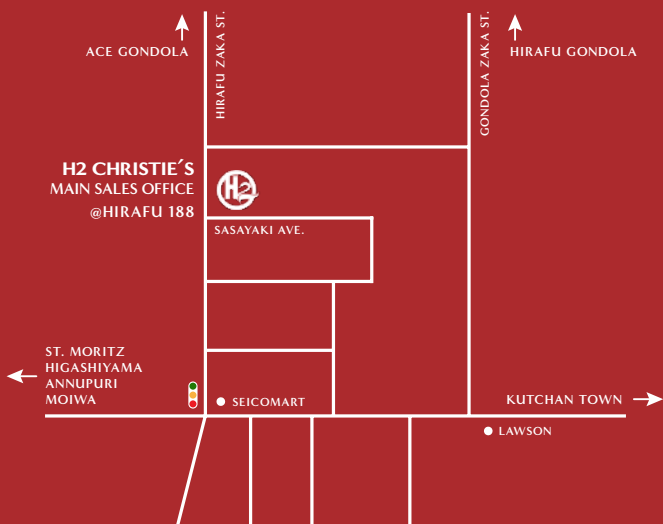 ACE GONDOLA
HIRAFU ZAKA ST.
GONDOLA ZAKA ST.
HIRAFU GONDOLA
H2 CHRISTIE´S
MAIN SALES OFFICE
@HIRAFU 188
H2
SASAYAKI AVE.
ST. MORITZ
HIGASHIYAMA
ANNUPURI
MOIWA
SEICOMART
KUTCHAN TOWN
LAWSON